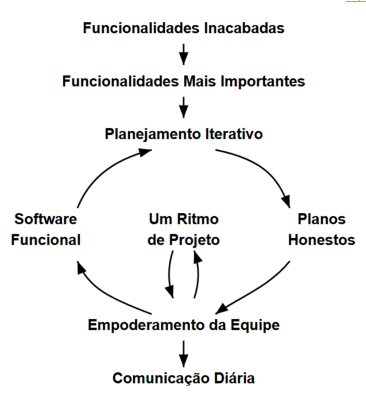 Funcionalidades Inacabadas
Funcionalidades Mais Importantes
Planejamento Iterativo
Software
Funcional
Um Ritmo
de Projeto
Planos
Honestos
Empoderamento da Equipe
Comunicação Diária